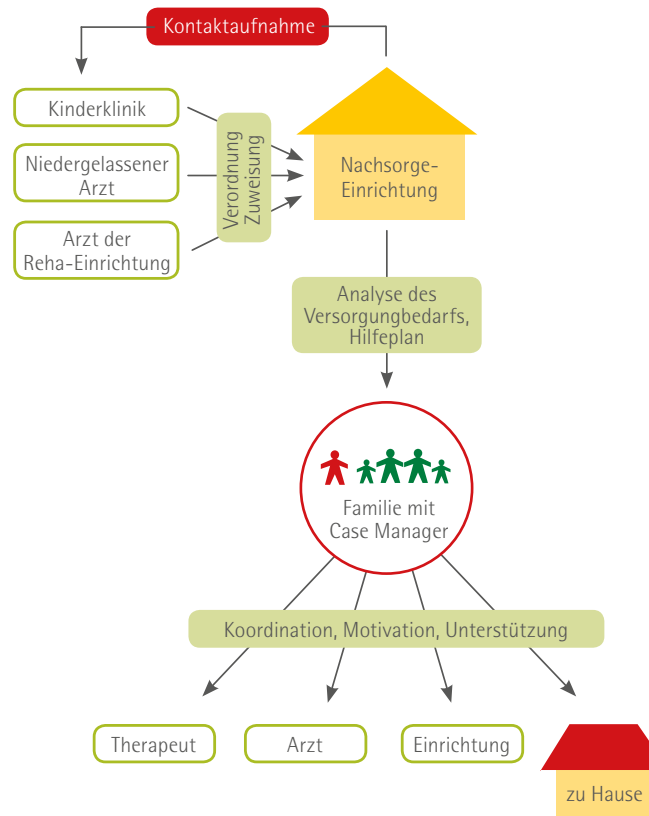 Kontaktaufnahme
Kinderklinik
Niedergelassener
Arzt
Arzt der
Reha-Einrichtung
Verordnung
Zuweisung
Nachsorge-
Einrichtung
Analyse des
Versorgungbedarfs,
Hilfeplan
Familie mit
Case Manager
Koordination, Motivation, Unterstützung
Therapeut
Arzt
Einrichtung
zu Hause